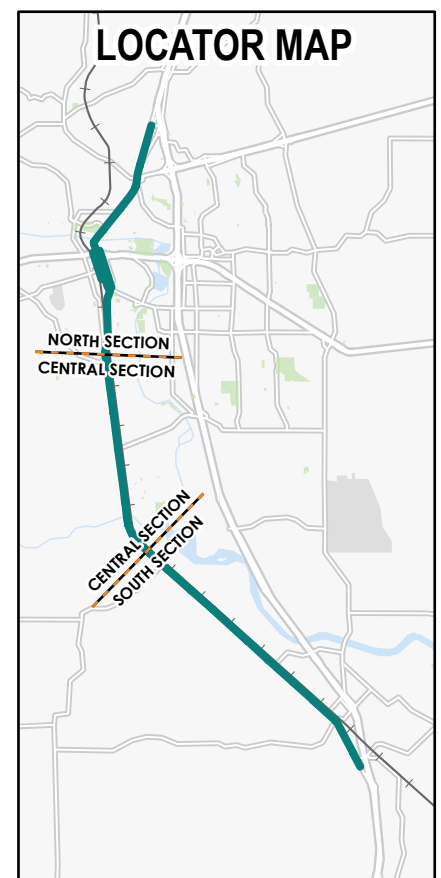 LOCATOR MAP
NORTH SECTION
CENTRAL SECTION
CENTRAL SECTION
SOUTH SECTION